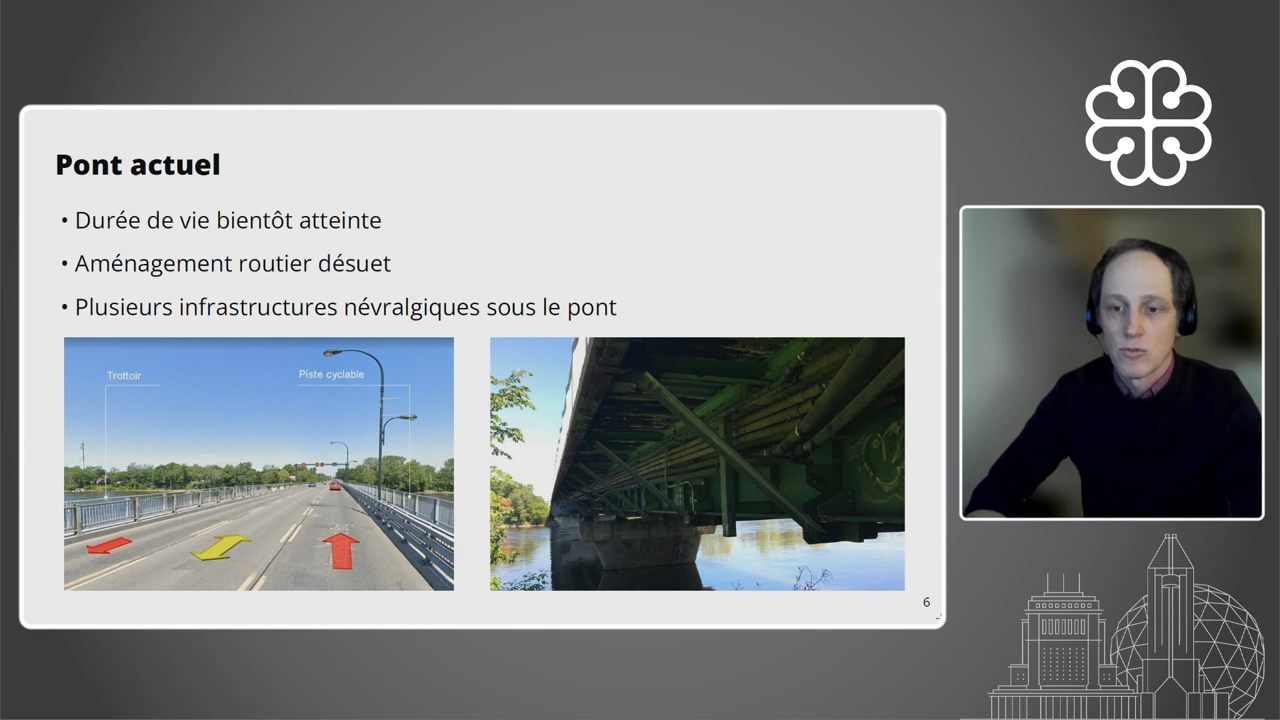 Pont actuel
• Durée de vie bientôt atteinte
• Aménagement routier désuet
• Plusieurs infrastructures névralgiques sous le pont
Trottoir
Piste cyclable
6